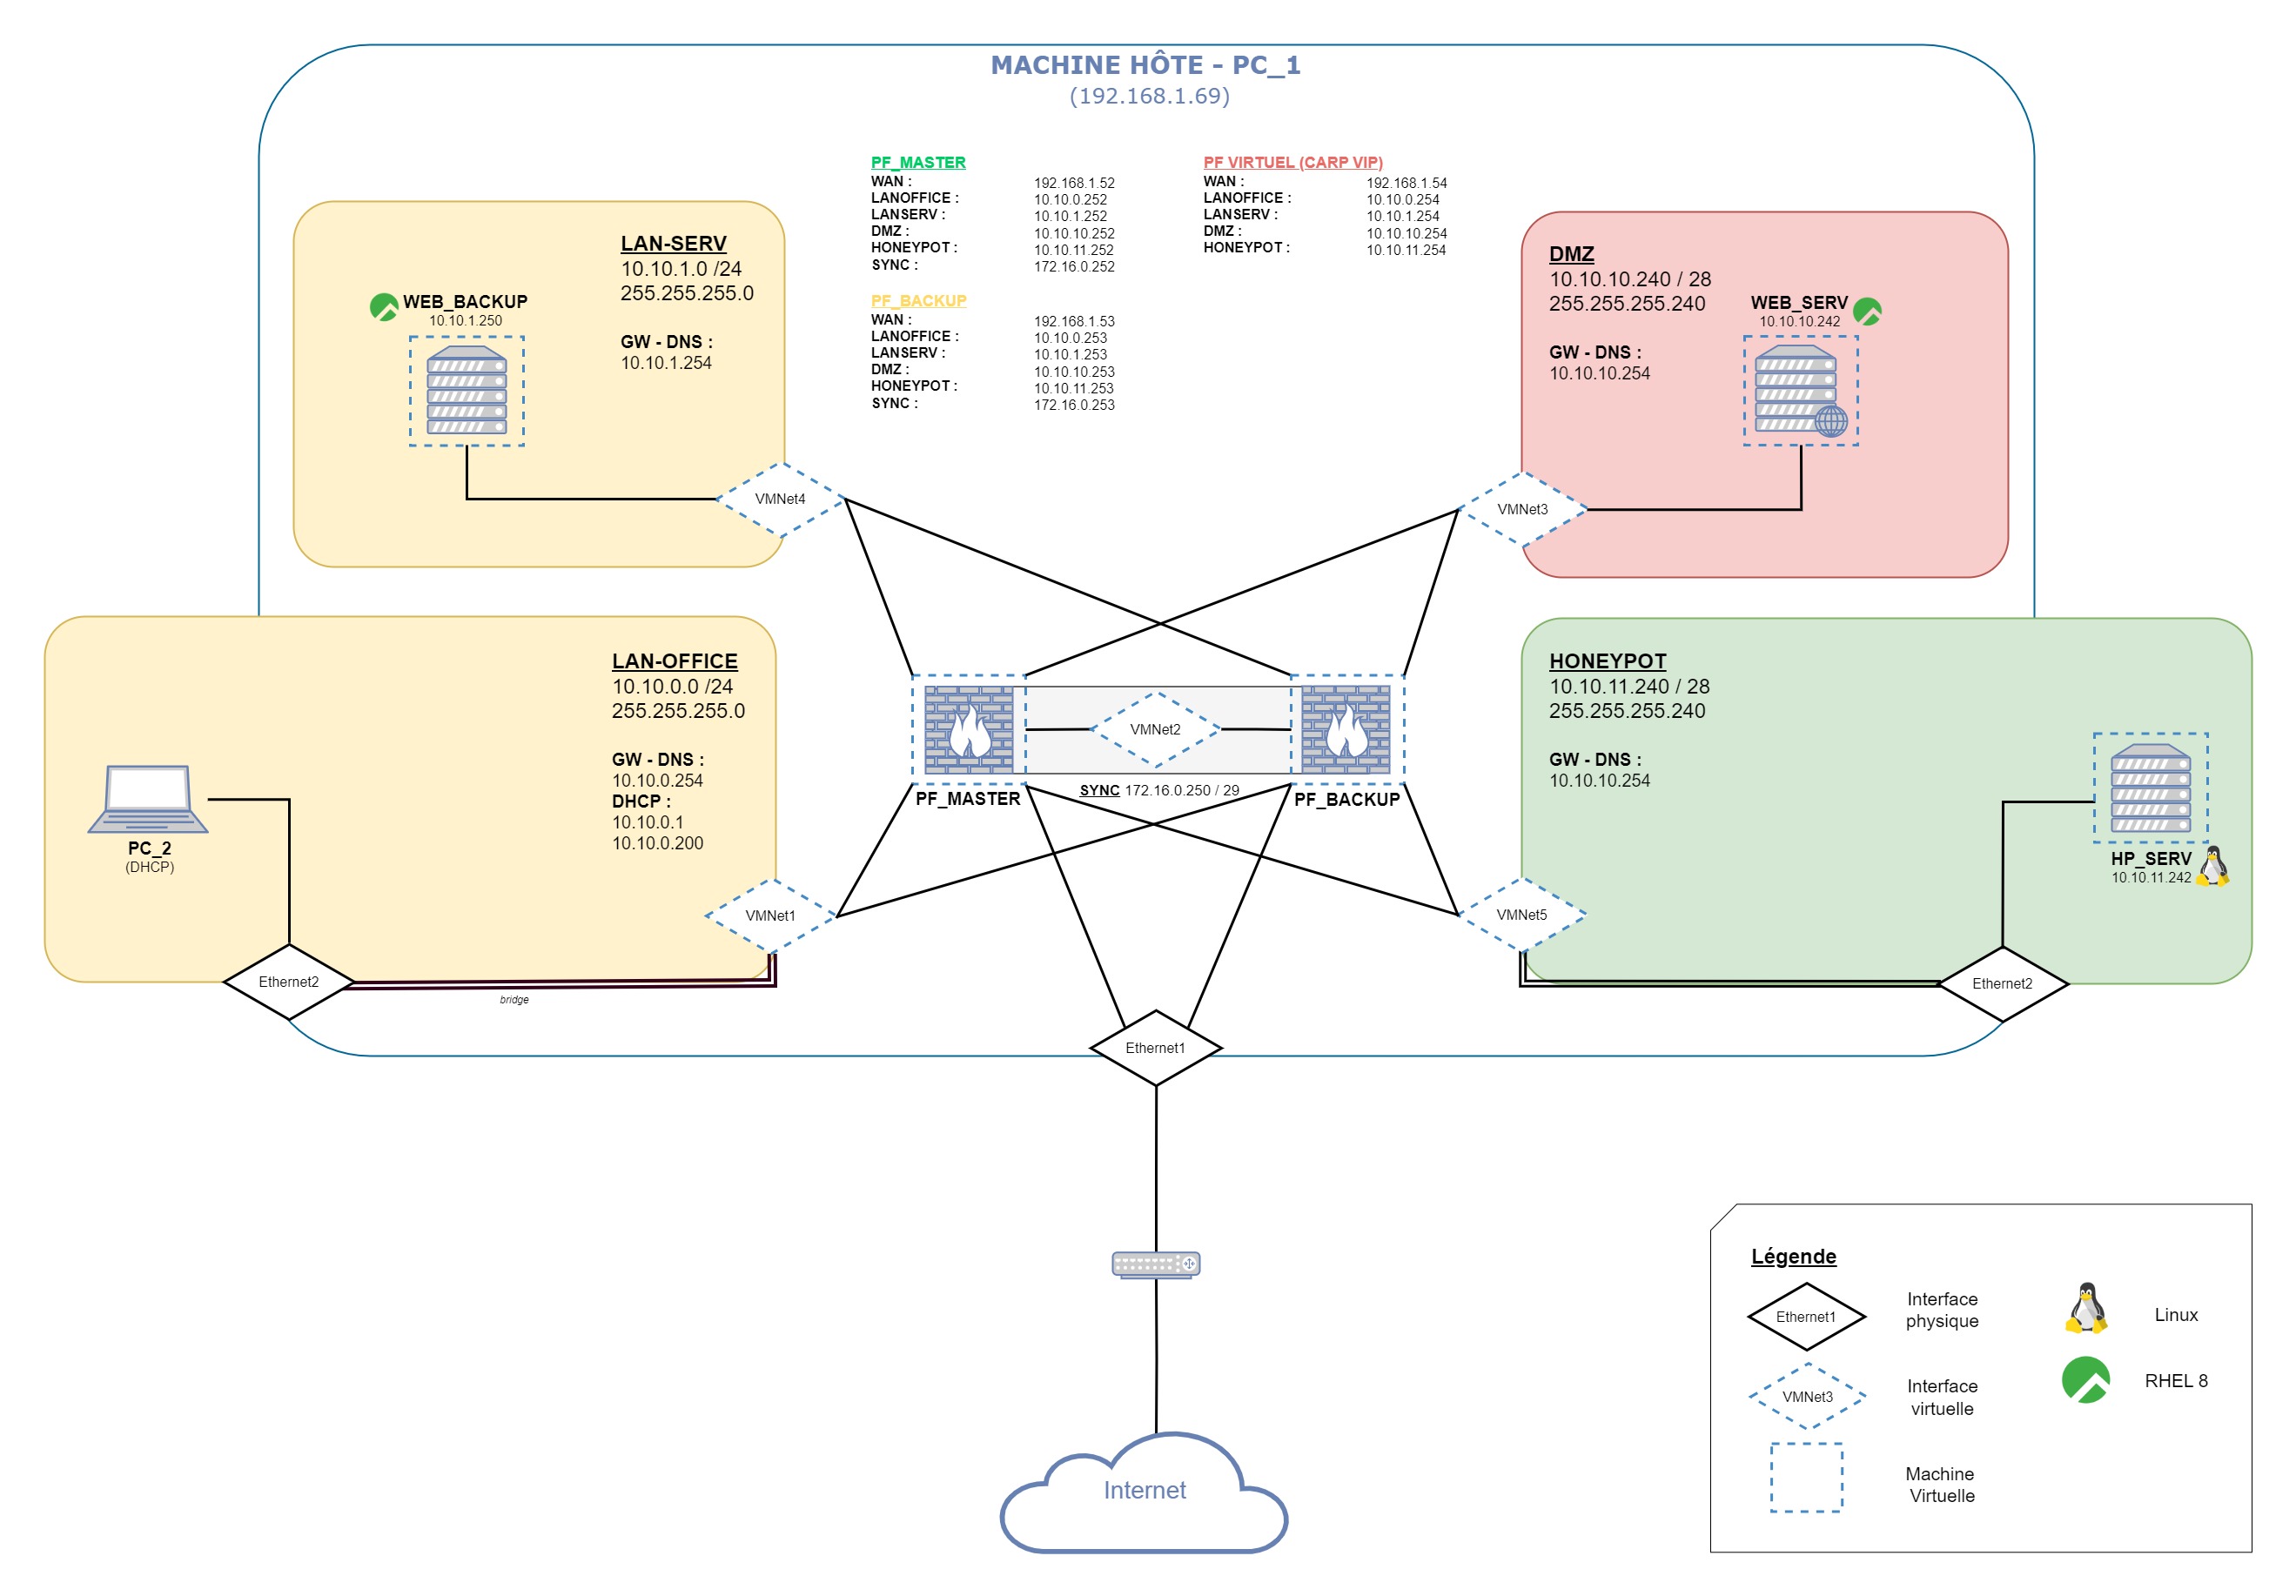 MACHINE HÔTE - PC_1
(192.168.1.69)
PF_MASTER
WAN : 192.168.1.52
LANOFFICE : 10.10.0.252
LANSERV : 10.10.1.252
DMZ : 10.10.10.252
HONEYPOT : 10.10.11.252
SYNC : 172.16.0.252
PF_BACKUP
WAN : 192.168.1.53
LANOFFICE : 10.10.0.253
LANSERV : 10.10.1.253
DMZ : 10.10.10.253
HONEYPOT : 10.10.11.253
SYNC : 172.16.0.253
PF VIRTUEL (CARP VIP)
WAN : 192.168.1.54
LANOFFICE : 10.10.0.254
LANSERV : 10.10.1.254
DMZ : 10.10.10.254
HONEYPOT : 10.10.11.254
LAN-SERV
10.10.1.0 /24
255.255.255.0
GW - DNS :
10.10.1.254
WEB_BACKUP
10.10.1.250
VMNet4
DMZ
10.10.10.240 / 28
255.255.255.240
GW - DNS :
10.10.10.254
WEB_SERV
10.10.10.242
VMNet3
LAN-OFFICE
10.10.0.0 /24
255.255.255.0
GW - DNS :
10.10.0.254
DHCP :
10.10.0.1
10.10.0.200
PC_2
(DHCP)
VMNet1
Ethernet2
bridge
VMNet2
PF_MASTER
SYNC 172.16.0.250 / 29
PF_BACKUP
HONEYPOT
10.10.11.240 / 28
255.255.255.240
GW - DNS :
10.10.10.254
HP_SERV
10.10.11.242
VMNet5
Ethernet2
Ethernet1
Internet
Légende
Ethernet1
Interface
physique
Linux
VMNet3
Interface
virtuelle
RHEL 8
Machine
Virtuelle